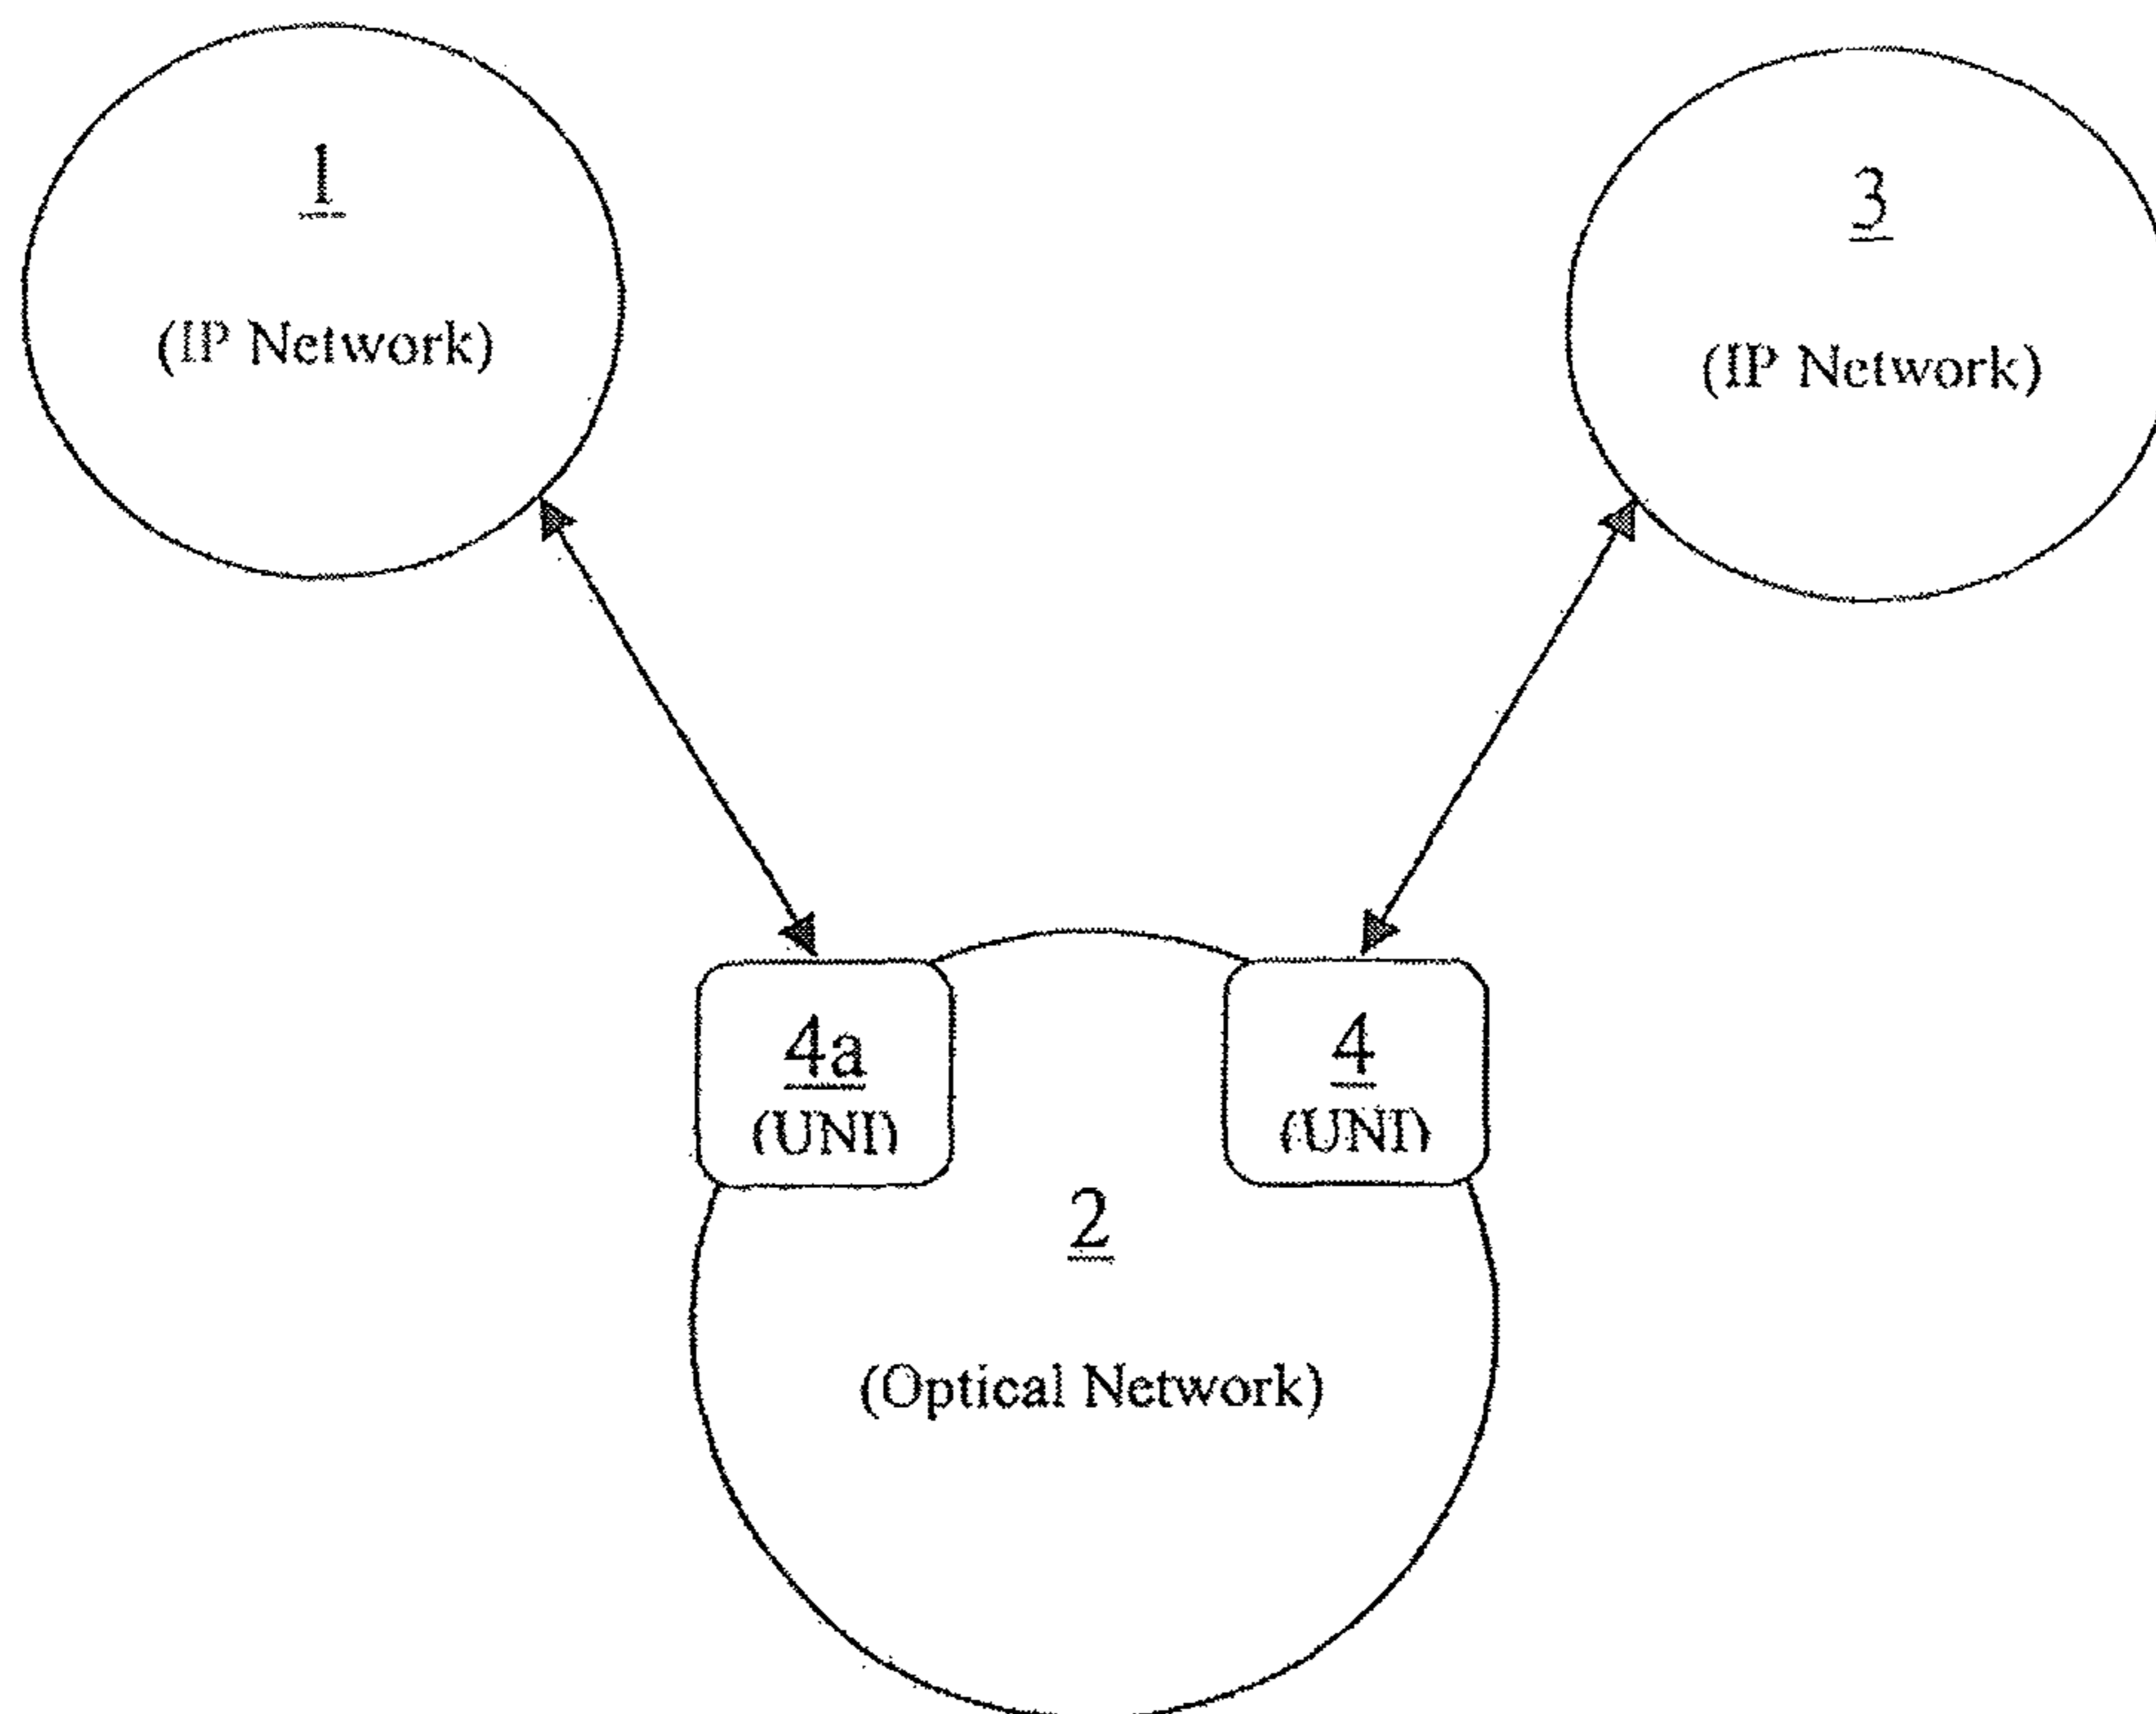 1
(IP Network)
3
(IP Network)
4a
(UNI)
4
(UNI)
2
(Optical Network)